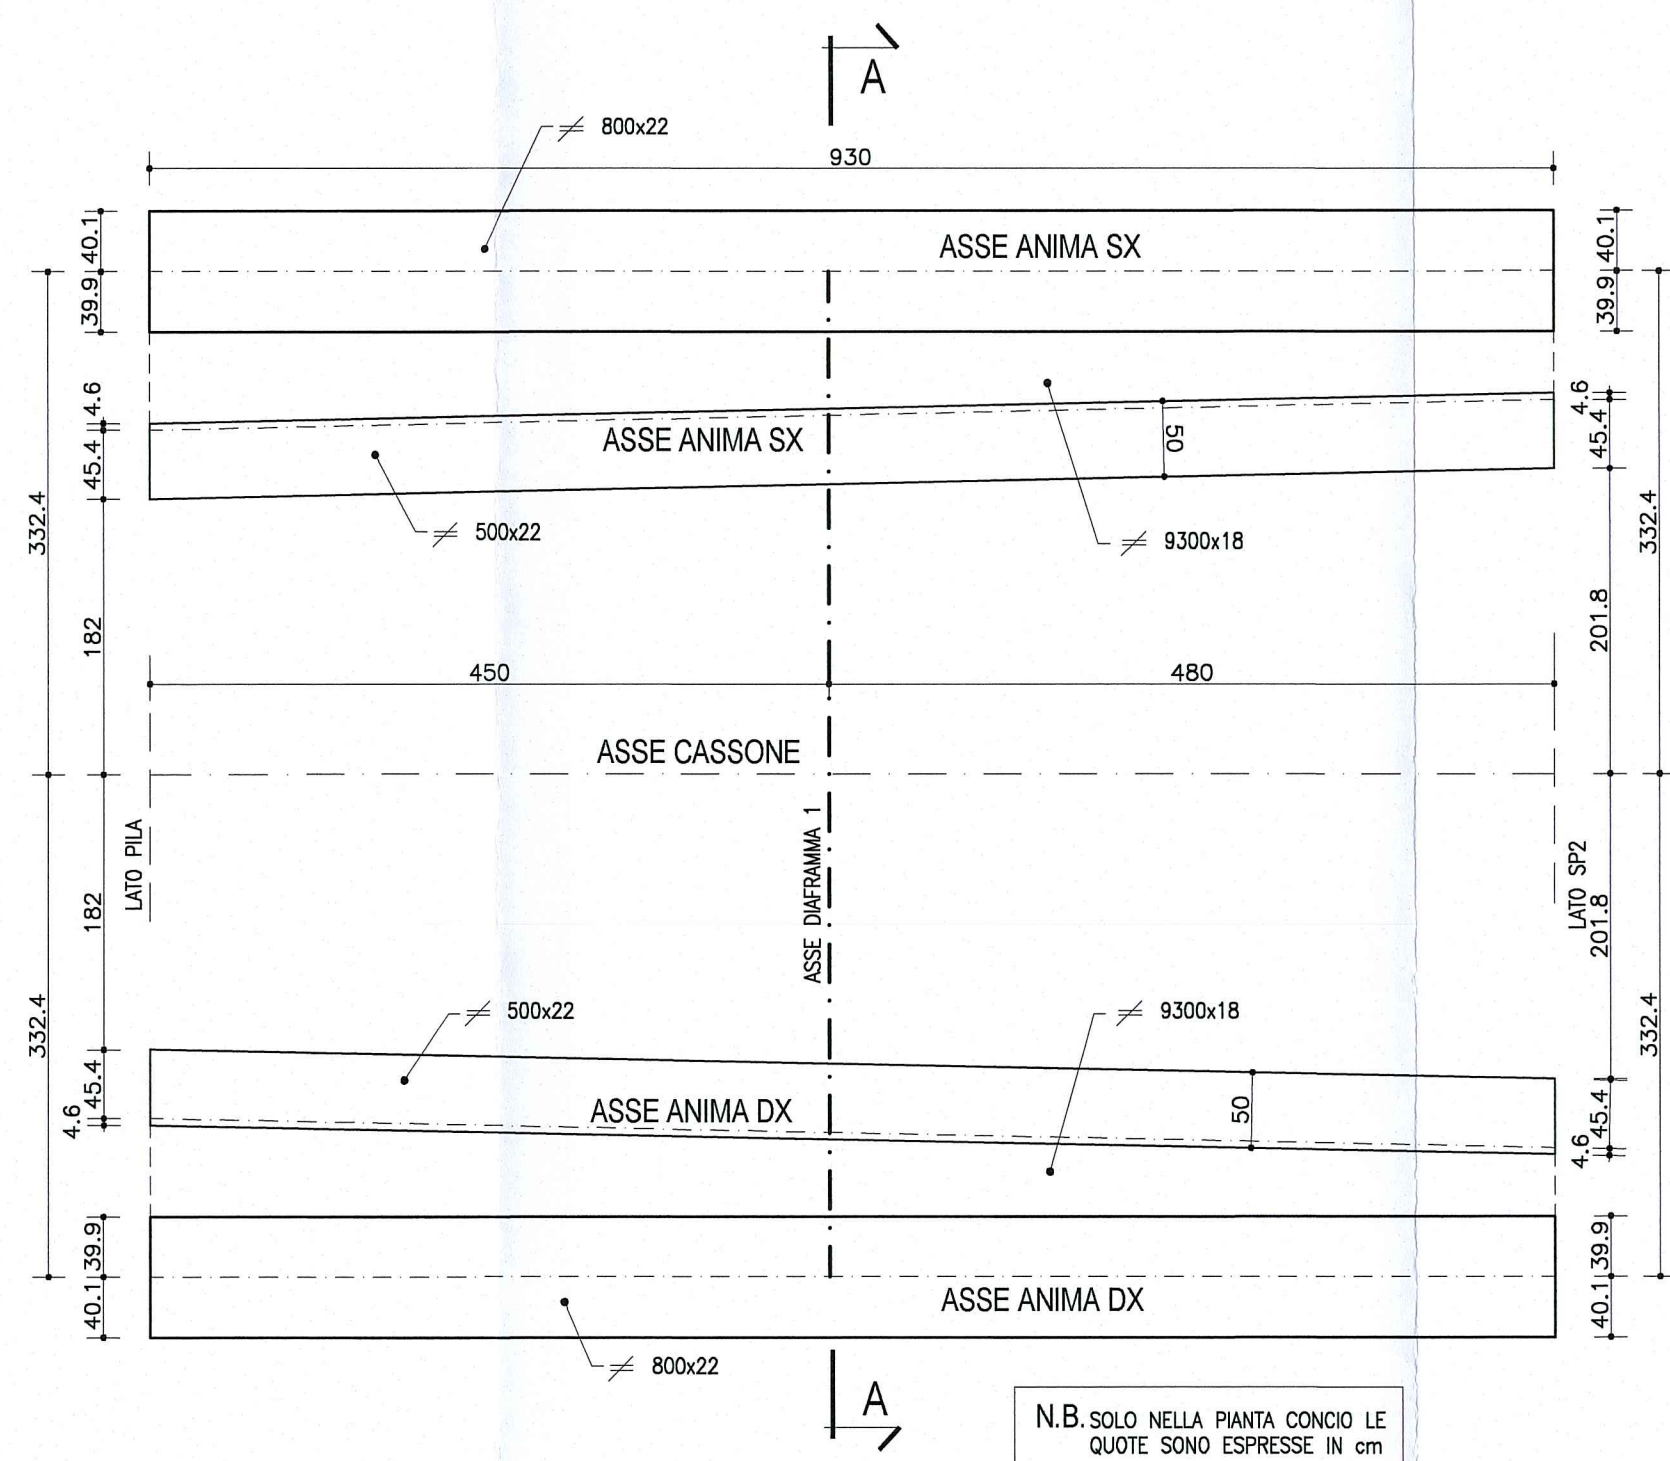 A
800x22
930
40.1
ASSE ANIMA SX
40.1
39.9
39.9
4.6
4.6
45.4
ASSE ANIMA SX
50
45.4
332.4
500x22
9300x18
332.4
182
201.8
450
480
ASSE CASSONE
LATO PILA
ASSE DIAFRAMMA 1
LATO SP2
182
201.8
332.4
500x22
9300x18
332.4
45.4
4.6
ASSE ANIMA DX
50
45.4
4.6
39.9
39.9
40.1
ASSE ANIMA DX
40.1
800x22
A
N.B. SOLO NELLA PIANTA CONCIO LE
QUOTE SONO ESPRESSE IN cm